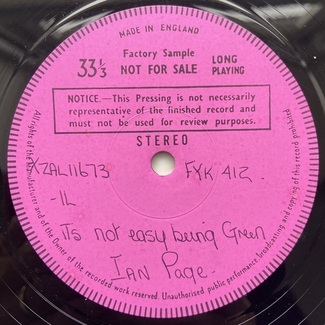 MADE IN ENGLAND
Factory Sample
33⅓ NOT FOR SALE LONG PLAYING
NOTICE.—This Pressing is not necessarily
representative of the finished record and
must not be used for review purposes.
STEREO
XZAL11673 FYK 412.
-1L
it's not easy being Green
IAN Page.
All rights of the Manufacturer and of the Owner of the recorded work reserved. Unauthorised public performance, broadcasting and copying of this record prohibited